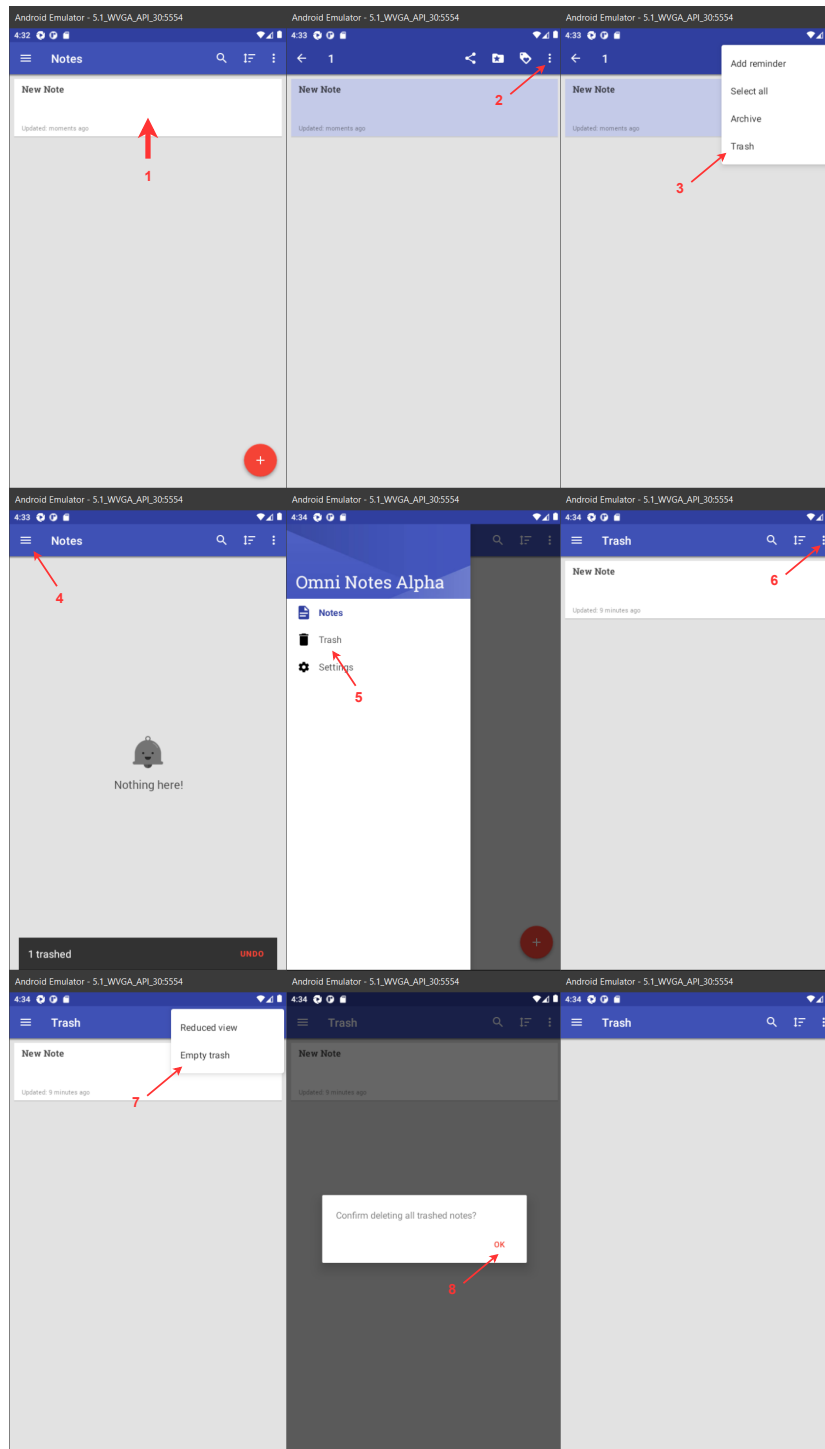 Android Emulator - 5.1_WVGA_API_30:5554
4:32
Notes
New Note
Updated: moments ago
1
Android Emulator - 5.1_WVGA_API_30:5554
4:33
1
New Note
2
Updated: moments ago
Android Emulator - 5.1_WVGA_API_30:5554
4:33
1
Add reminder
New Note
Select all
Archive
Updated: moments ago
Trash
3
Android Emulator - 5.1_WVGA_API_30:5554
4:33
Notes
4
Nothing here!
1 trashed UNDO
Android Emulator - 5.1_WVGA_API_30:5554
4:34
Omni Notes Alpha
Notes
Trash
Settings
5
Android Emulator - 5.1_WVGA_API_30:5554
4:34
Trash
New Note
6
Updated: 9 minutes ago
Android Emulator - 5.1_WVGA_API_30:5554
4:34
Trash
Reduced view
New Note
Empty trash
Updated: 9 minutes ago
7
Android Emulator - 5.1_WVGA_API_30:5554
4:34
Trash
New Note
Updated: 9 minutes ago
Confirm deleting all trashed notes?
OK
8
Android Emulator - 5.1_WVGA_API_30:5554
4:34
Trash